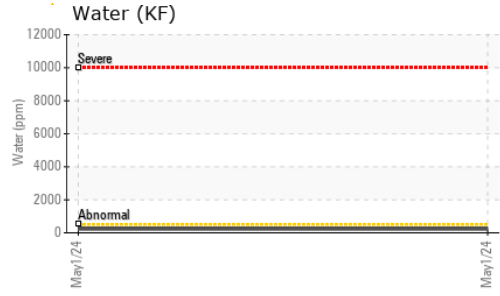 Water (KF)
12000
Severe
10000
8000
6000
4000
2000
Abnormal
0
Water (ppm)
May1/24
May1/24